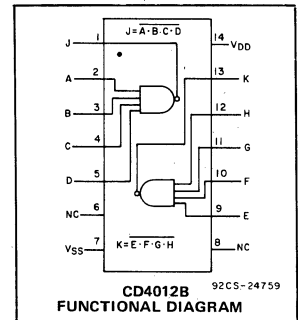 J=A·B·C·D
J 1
14 VDD
A 2
13 K
B 3
12 H
C 4
11 G
D 5
10 F
NC 6
9 E
VSS 7
8 NC
K=E·F·G·H
92CS-24759
CD4012B
FUNCTIONAL DIAGRAM